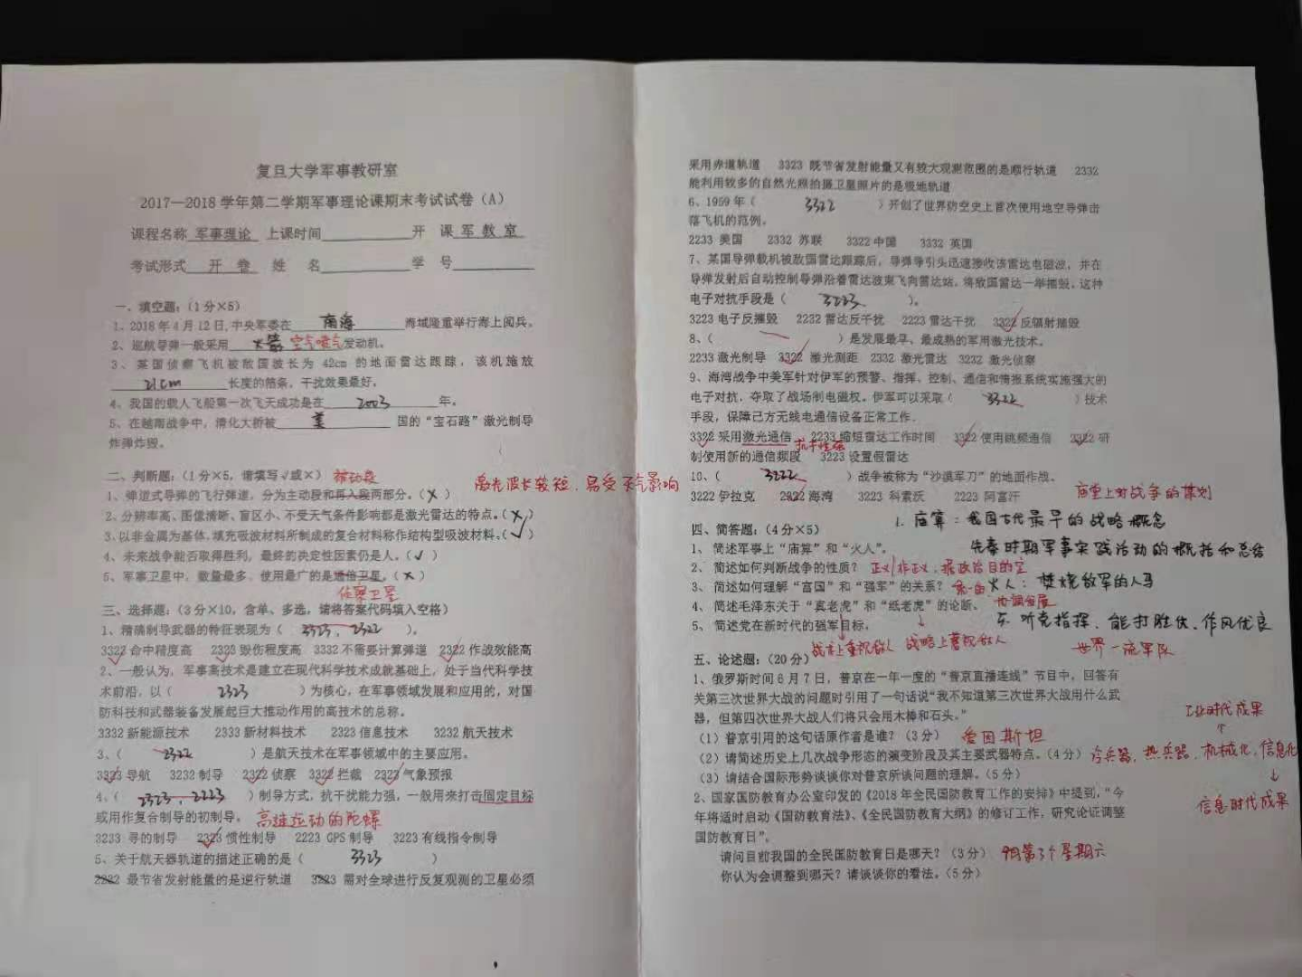 复旦大学军事教研室
2017—2018 学年第二学期军事理论课期末考试试卷（A）
课程名称 军事理论 上课时间 开 课 军教室
考试形式 开卷 姓 名 学 号
一、填空题：（1 分×5）
1、2018 年 4 月 12 日，中央军委在 南海 海域隆重举行海上阅兵。
2、巡航导弹一般采用 火箭 空气喷气 发动机。
3、某国侦察飞机被敌国波长为 42cm 的地面雷达跟踪，该机施放
21cm 长度的箔条，干扰效果最好。
4、我国的载人飞船第一次飞天成功是在 2003 年。
5、在越南战争中，清化大桥被 美 国的“宝石路”激光制导
炸弹炸毁。
二、判断题：（1 分×5，请填写√或×） 被动段
1、弹道式导弹的飞行弹道，分为主动段和再入段两部分。（×）
2、分辨率高、图像清晰、盲区小、不受天气条件影响都是激光雷达的特点。（×） 激光波长较短，易受天气影响
3、以非金属为基体，填充吸波材料所制成的复合材料称作结构型吸波材料。（√）
4、未来战争能否取得胜利，最终的决定性因素仍是人。（√）
5、军事卫星中，数量最多、使用最广的是通信卫星。（×）
侦察卫星
三、选择题：（3 分×10，含单、多选，请将答案代码填入空格）
1、精确制导武器的特征表现为（ 3323，2322 ）。
3322 命中精度高 2323 毁伤程度高 3323 不需要计算弹道 2322 作战效能高
2、一般认为，军事高技术是建立在现代科学技术成就基础上，处于当代科学技
术前沿，以（ 2323 ）为核心，在军事领域发展和应用的，对国
防科技和武器装备发展起巨大推动作用的高技术的总称。
3332 新能源技术 2333 新材料技术 2323 信息技术 3232 航天技术
3、（ 2322 ）是航天技术在军事领域中的主要应用。
3323 导航 3232 制导 2322 侦察 3322 拦截 2323 气象预报
4、（ 2323，2223 ）制导方式，抗干扰能力强，一般用来打击固定目标
或用作复合制导的初制导。 高速运动的陀螺
3233 寻的制导 2323 惯性制导 2223 GPS 制导 3223 有线指令制导
5、关于航天器轨道的描述正确的是（ 3323 ）
2222 最节省发射能量的是逆行轨道 3223 需对全球进行反复观测的卫星必须
采用赤道轨道 3323 既节省发射能量又有较大观测范围的是顺行轨道 2332
能利用较多的自然光照拍摄卫星照片的是极地轨道
6、1959 年（ 3322 ）开创了世界防空史上首次使用地空导弹击
落飞机的范例。
2233 美国 2332 苏联 3322 中国 3332 英国
7、某国导弹载机被敌国雷达跟踪后，导弹导引头迅速接收该雷达电磁波，并在
导弹发射后自动控制导弹沿着雷达波束飞向雷达站，将敌国雷达一举摧毁，这种
电子对抗手段是（ 3223 ）。
3223 电子反摧毁 2232 雷达反干扰 2223 雷达干扰 3232 反辐射摧毁
8、（ ）是发展最早、最成熟的军用激光技术。
2233 激光制导 3322 激光测距 2332 激光雷达 3232 激光侦察
9、海湾战争中美军针对伊军的预警、指挥、控制、通信和情报系统实施强大的
电子对抗，夺取了战场制电磁权。伊军可以采取（ 3322 ）技术
手段，保障己方无线电通信设备正常工作。
3322 采用激光通信 2233 缩短雷达工作时间 2322 使用跳频通信 2222 研
制使用新的通信频段 3223 设置假雷达
10、（ 3222 ）战争被称为“沙漠军刀”的地面作战。
3222 伊拉克 2822 海湾 3223 科索沃 2223 阿富汗 庙堂上对战争的谋划
四、简答题：（4 分×5） 1. 庙算：我国古代最早的战略概念
1、简述军事上“庙算”和“火人”。 先秦时期军事实践活动的概括和总结
2、简述如何判断战争的性质？ 正义/非正义，据政治目的定
3、简述如何理解“富国”和“强军”的关系？ 火人：焚烧敌军的人马
4、简述毛泽东关于“真老虎”和“纸老虎”的论断。 协调发展
5、简述党在新时代的强军目标。 5. 听党指挥、能打胜仗、作风优良
战术上重视敌人 战略上藐视敌人 世界一流军队
五、论述题：（20 分）
1、俄罗斯时间 6 月 7 日，普京在一年一度的“普京直播连线”节目中，回答有
关第三次世界大战的问题时引用了一句话说“我不知道第三次世界大战用什么武
器，但第四次世界大战人们将只会用木棒和石头。” 工业时代成果
（1）普京引用的这句话原作者是谁？（3 分） 爱因斯坦
（2）请简述历史上几次战争形态的演变阶段及其主要武器特点。（4 分） 冷兵器、热兵器、机械化、信息化
（3）请结合国际形势谈谈你对普京所谈问题的理解。（5 分）
2、国家国防教育办公室印发的《2018 年全民国防教育工作的安排》中提到，“今 信息时代成果
年将适时启动《国防教育法》、《全民国防教育大纲》的修订工作，研究论证调整
国防教育日”。
请问目前我国的全民国防教育日是哪天？（3 分） 9月第3个星期六
你认为会调整到哪天？请谈谈你的看法。（5 分）